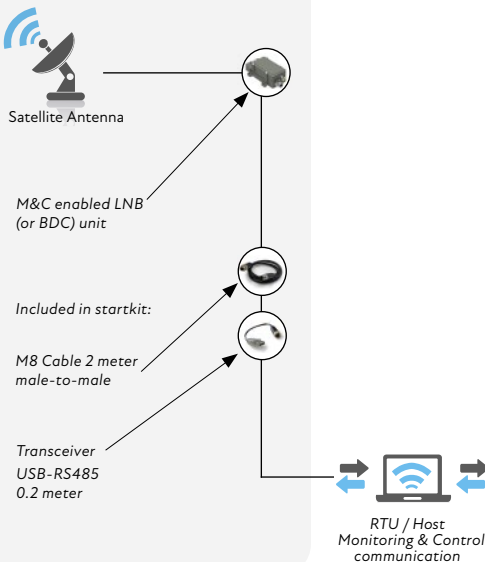 Satellite Antenna
M&C enabled LNB
(or BDC) unit
Included in startkit:
M8 Cable 2 meter
male-to-male
Transceiver
USB-RS485
0.2 meter
RTU / Host
Monitoring & Control
communication